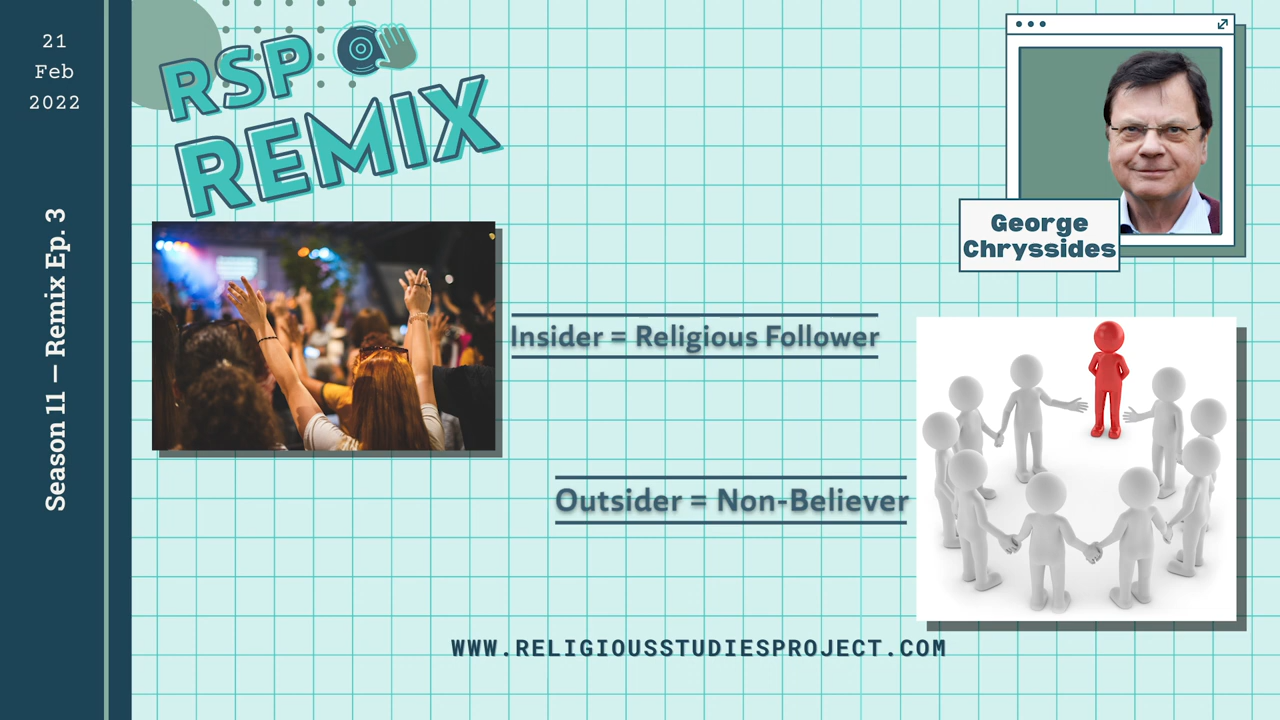 21
Feb
2022
Season 11 — Remix Ep. 3
RSP
REMIX
George
Chryssides
Insider = Religious Follower
Outsider = Non-Believer
WWW.RELIGIOUSSTUDIESPROJECT.COM